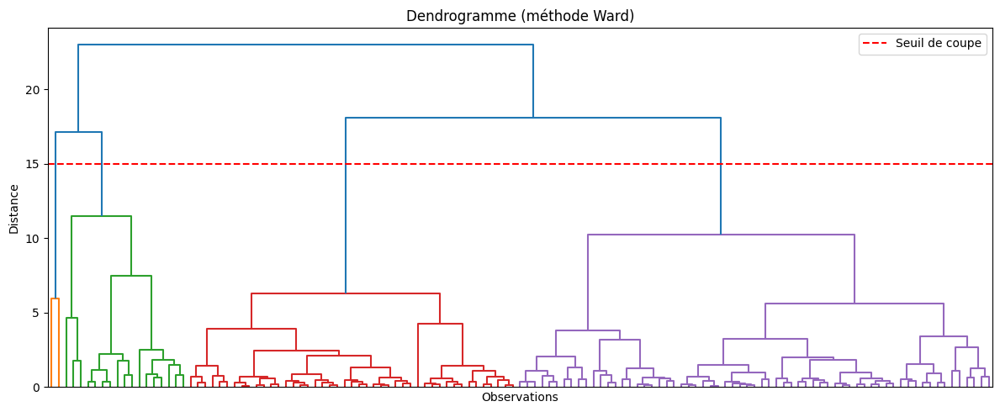 Dendrogramme (méthode Ward)
Seuil de coupe
20
15
10
5
0
Distance
Observations